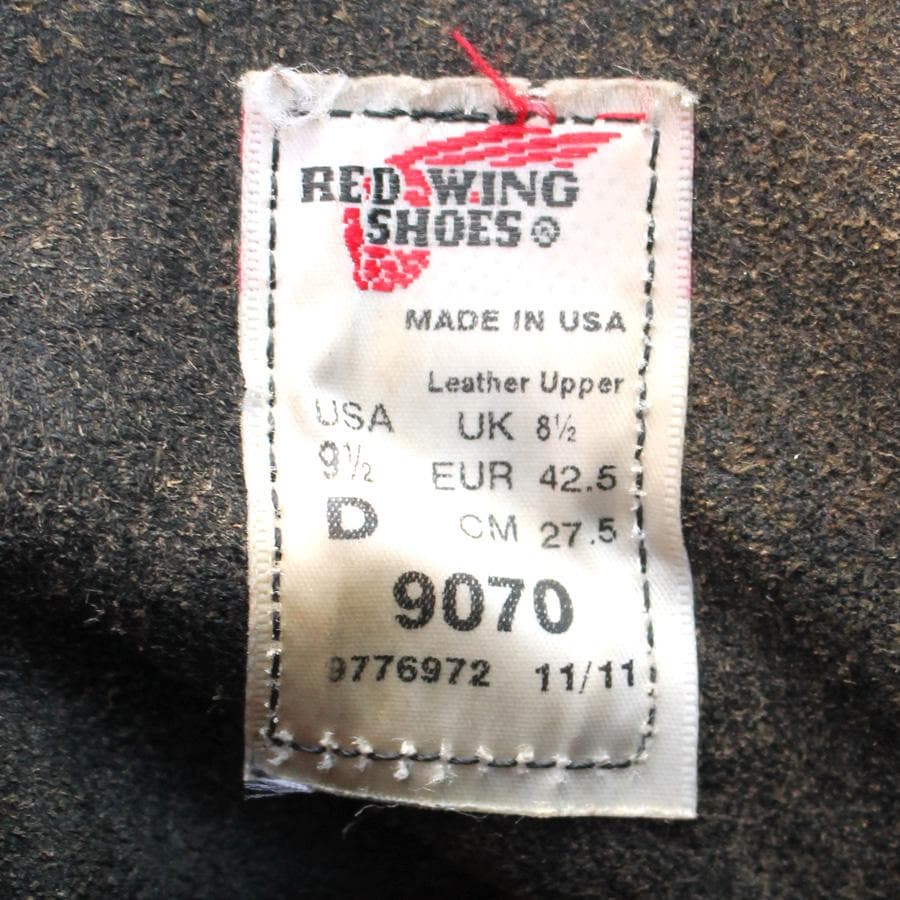 RED WING
SHOES®
MADE IN USA
Leather Upper
USA UK 8½
9½ EUR 42.5
D CM 27.5
9070
9776972 11/11